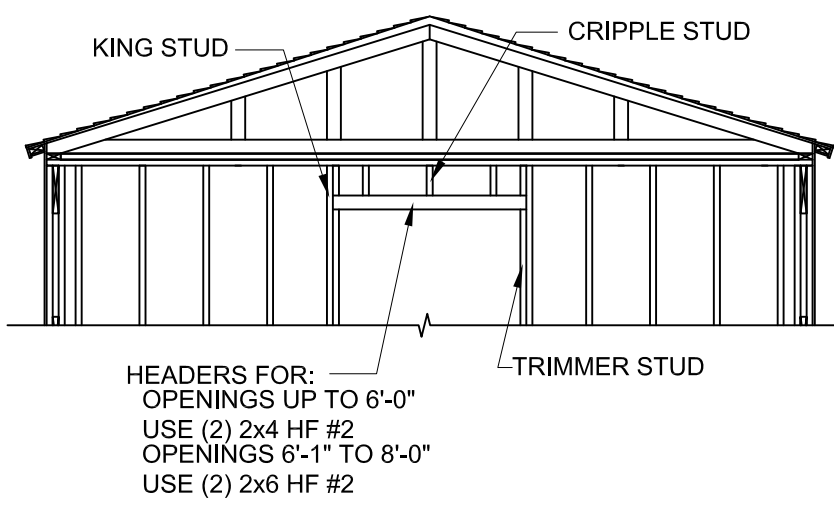 KING STUD
CRIPPLE STUD
HEADERS FOR:
OPENINGS UP TO 6'-0"
USE (2) 2x4 HF #2
OPENINGS 6'-1" TO 8'-0"
USE (2) 2x6 HF #2
TRIMMER STUD